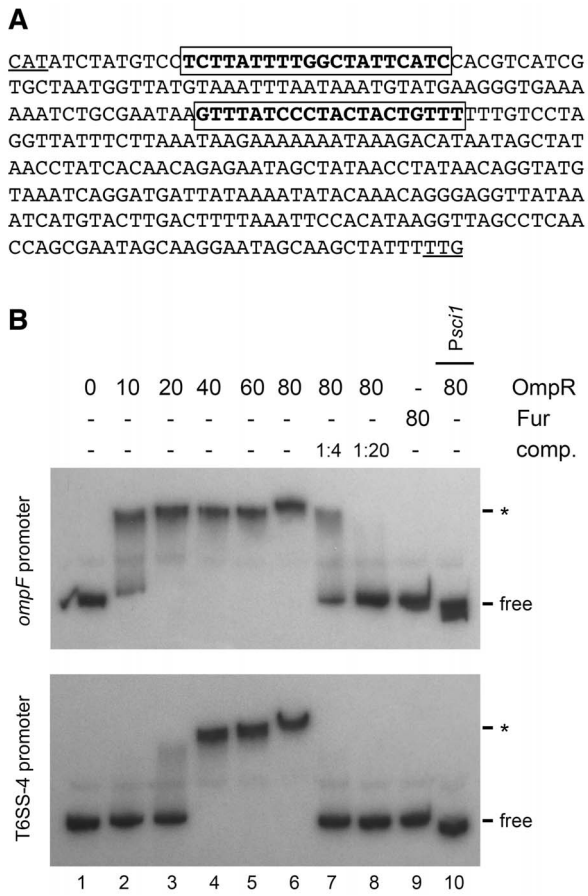 A
CATATCTATGTCCTCTTATTTTGGCTATTCATCCACGTCATCG
TGCTAATGGTTATGTAAATTTAATAAATGTATGAAGGGTGAAA
AAATCTGCGAATAAGTTTATCCCTACTACTGTTTTTTGTCCTA
GGTTATTTCTTAAATAAGAAAAAAATAAAGACATAATAGCTAT
AACCTATCACAACAGAGAATAGCTATAACCTATAACAGGTATG
TAAATCAGGATGATTATAAAATATACAAACAGGGAGGTTATAA
ATCATGTACTTGACTTTTAAATTCCACATAAGGTTAGCCTCAA
CCAGCGAATAGCAAGGAATAGCAAGCTATTTTTG
B
Psci1
0 10 20 40 60 80 80 80 - 80 OmpR
- - - - - - - - 80 - Fur
- - - - - - 1:4 1:20 - - comp.
ompF promoter
*
free
T6SS-4 promoter
*
free
1 2 3 4 5 6 7 8 9 10